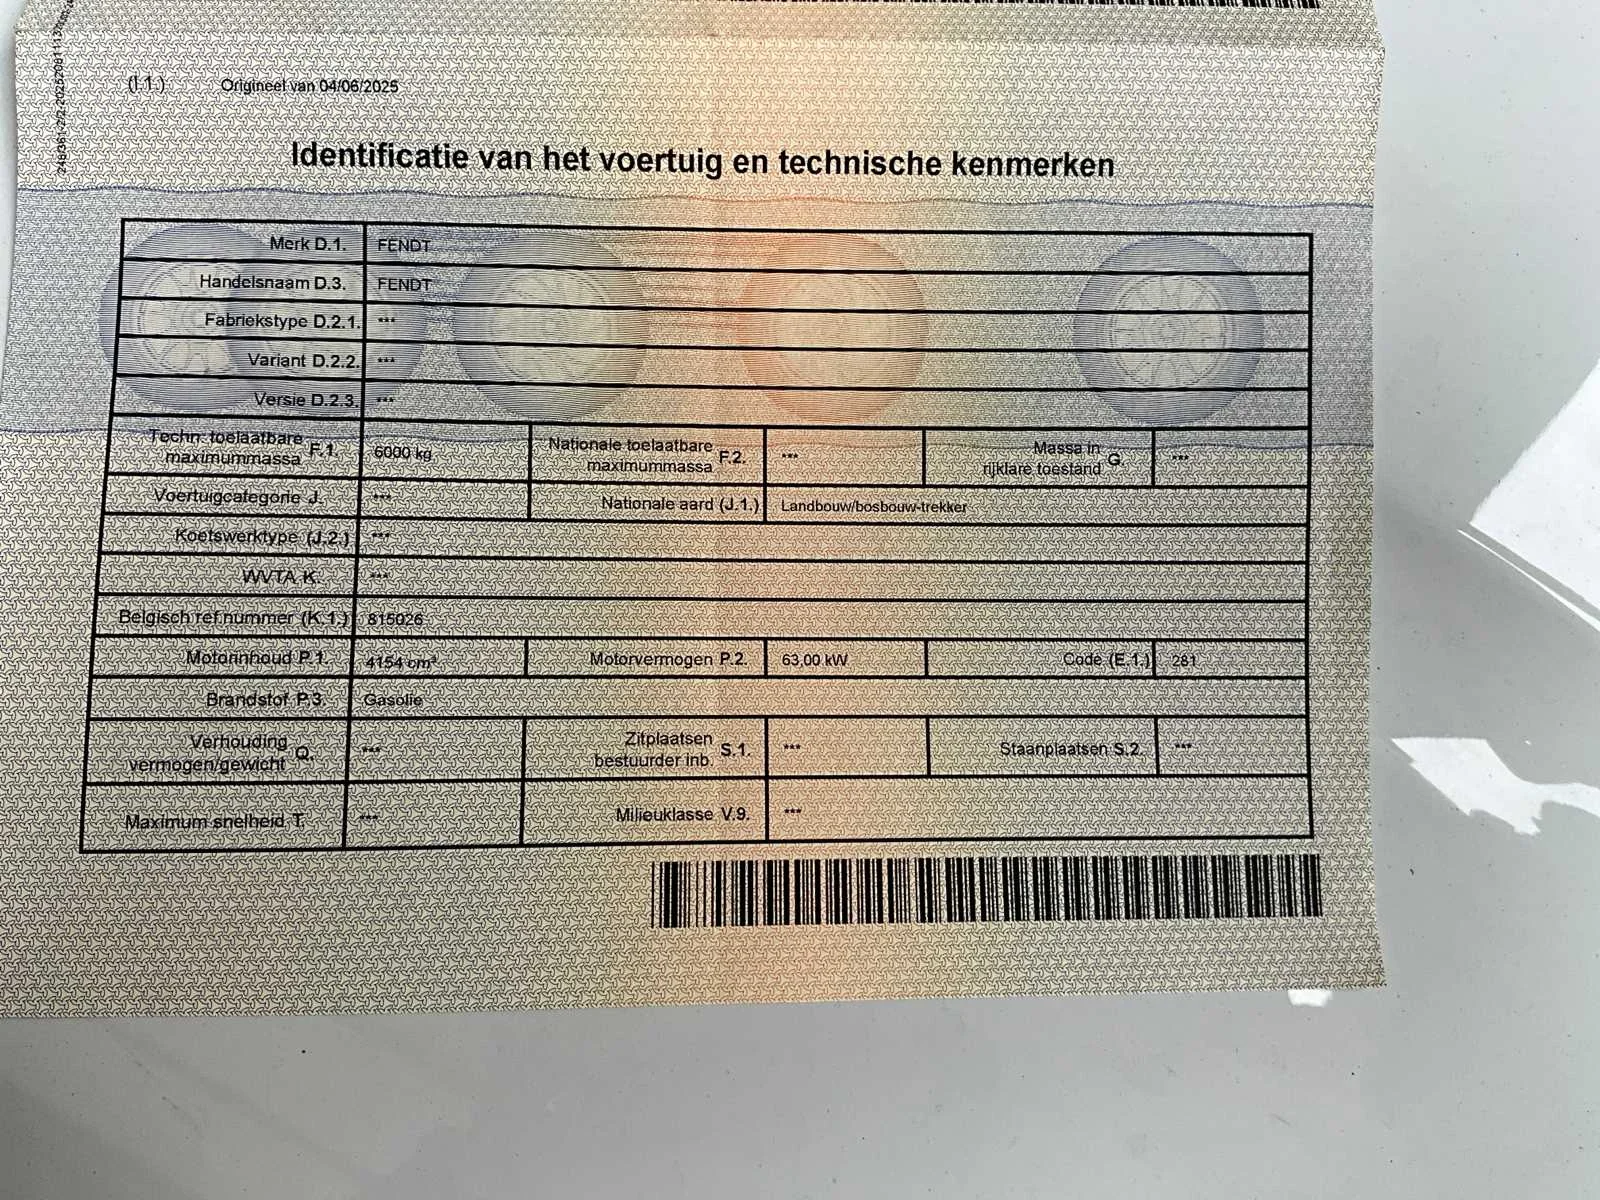 (I.1.) Origineel van 04/06/2025
Identificatie van het voertuig en technische kenmerken
Merk D.1. FENDT
Handelsnaam D.3. FENDT
Fabriekstype D.2.1. ***
Variant D.2.2. ***
Versie D.2.3. ***
Techn. toelaatbare maximummassa F.1. 6000 kg Nationale toelaatbare maximummassa F.2. *** Massa in rijklare toestand G. ***
Voertuigcategorie J. *** Nationale aard (J.1.) Landbouw/bosbouw-trekker
Koetswerktype (J.2.) ***
WVTA K. ***
Belgisch ref.nummer (K.1.) 815026
Motorinhoud P.1. 4154 cm³ Motorvermogen P.2. 63,00 kW Code (E.1.) 281
Brandstof P.3. Gasolie
Verhouding vermogen/gewicht Q. *** Zitplaatsen bestuurder inb. S.1. *** Staanplaatsen S.2. ***
Maximum snelheid T. *** Milieuklasse V.9. ***